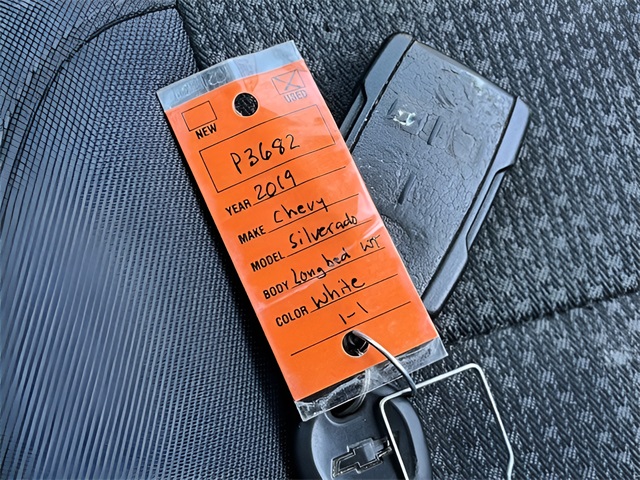 NEW
USED
P3682
YEAR 2019
MAKE Chevy
MODEL Silverado
BODY Longbed WT
COLOR White
1-1